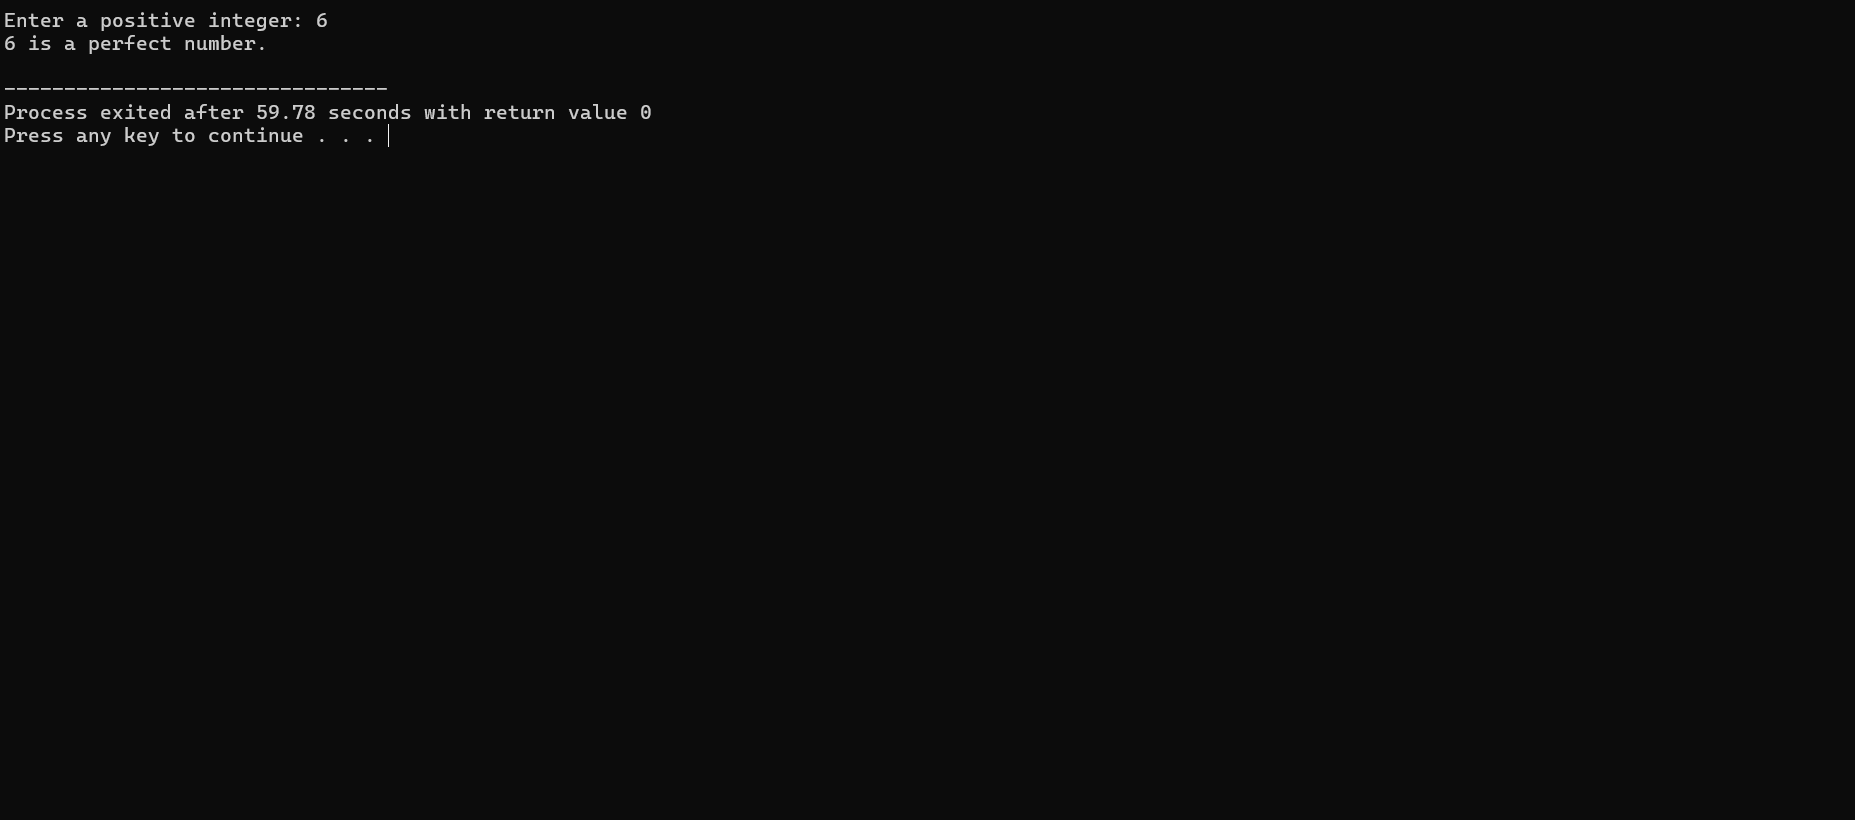 Enter a positive integer: 6
6 is a perfect number.
--------------------------------
Process exited after 59.78 seconds with return value 0
Press any key to continue . . .